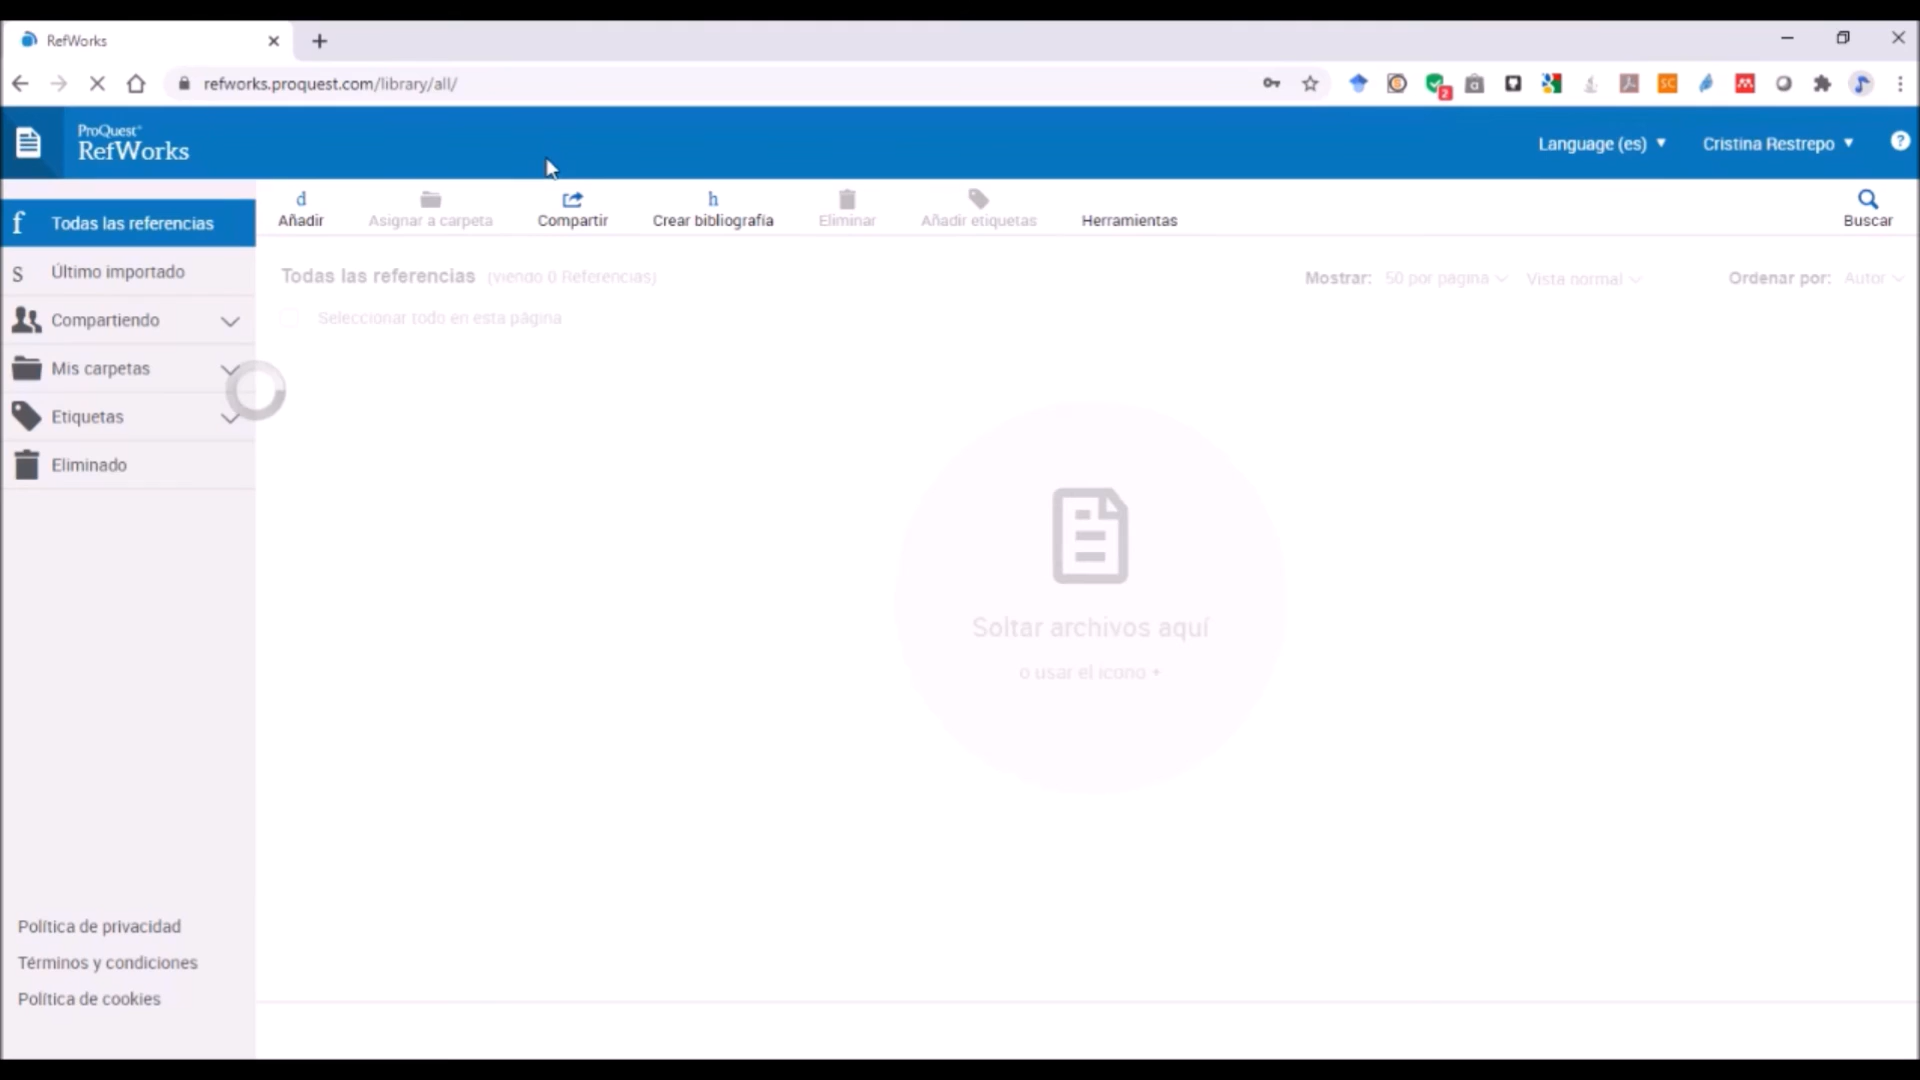 RefWorks
refworks.proquest.com/library/all/
2
SC
ProQuest®
RefWorks
Language (es)
Cristina Restrepo
?
f Todas las referencias
S Último importado
Compartiendo
Mis carpetas
Etiquetas
Eliminado
d
Añadir
Asignar a carpeta
Compartir
h
Crear bibliografía
Eliminar
Añadir etiquetas
Herramientas
Buscar
Todas las referencias (viendo 0 Referencias)
Mostrar: 50 por página Vista normal Ordenar por: Autor
Seleccionar todo en esta página
Soltar archivos aquí
o usar el icono +
Política de privacidad
Términos y condiciones
Política de cookies